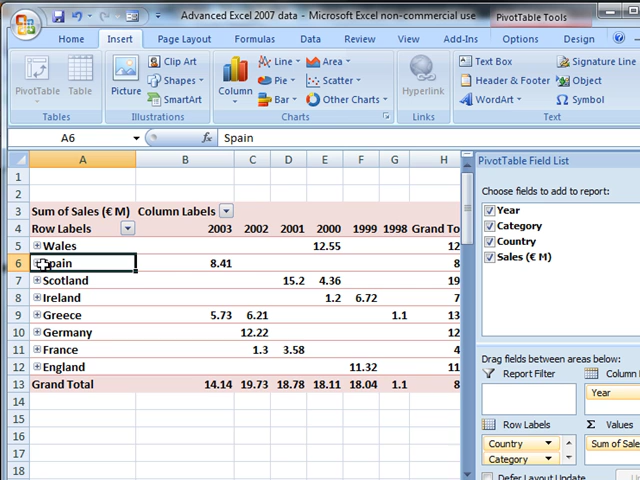 Advanced Excel 2007 data - Microsoft Excel non-commercial use
PivotTable Tools
Home Insert Page Layout Formulas Data Review View Add-Ins Options Design
PivotTable Table Picture Clip Art Shapes SmartArt Column Line Pie Bar Area Scatter Other Charts Hyperlink Text Box Header & Footer WordArt Signature Line Object Symbol
Tables Illustrations Charts Links Text
A6 fx Spain
A B C D E F G H
1
2
3 Sum of Sales (€ M) Column Labels
4 Row Labels 2003 2002 2001 2000 1999 1998 Grand To
5 Wales 12.55 12
6 pain 8.41 8
7 Scotland 15.2 4.36 19
8 Ireland 1.2 6.72 7
9 Greece 5.73 6.21 1.1 13
10 Germany 12.22 12
11 France 1.3 3.58 4
12 England 11.32 11
13 Grand Total 14.14 19.73 18.78 18.11 18.04 1.1 8
14
15
16
17
18
PivotTable Field List
Choose fields to add to report:
Year
Category
Country
Sales (€ M)
Drag fields between areas below:
Report Filter Column
Year
Row Labels Σ Values
Country Sum of Sale
Category
Defer Layout Update